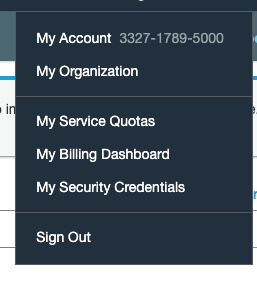 My Account 3327-1789-5000
My Organization
My Service Quotas
My Billing Dashboard
My Security Credentials
Sign Out